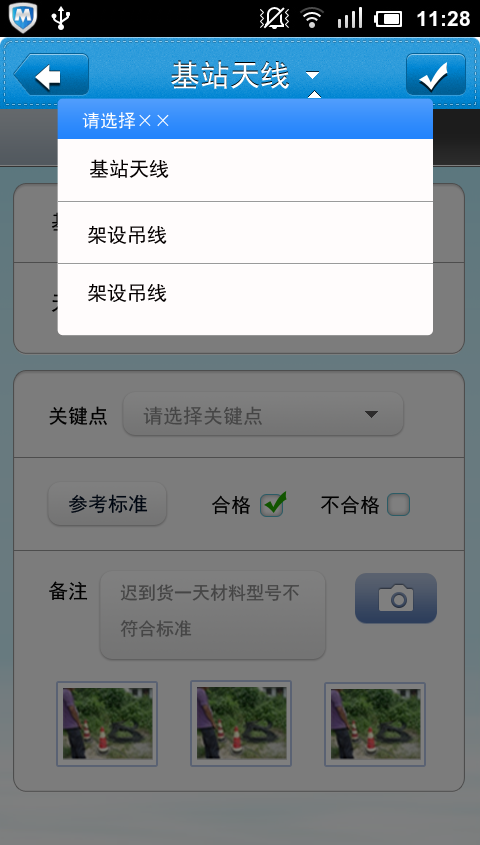 11:28
基站天线
请选择××
基站天线
架设吊线
架设吊线
关键点
请选择关键点
参考标准
合格
不合格
备注
迟到货一天材料型号不
符合标准